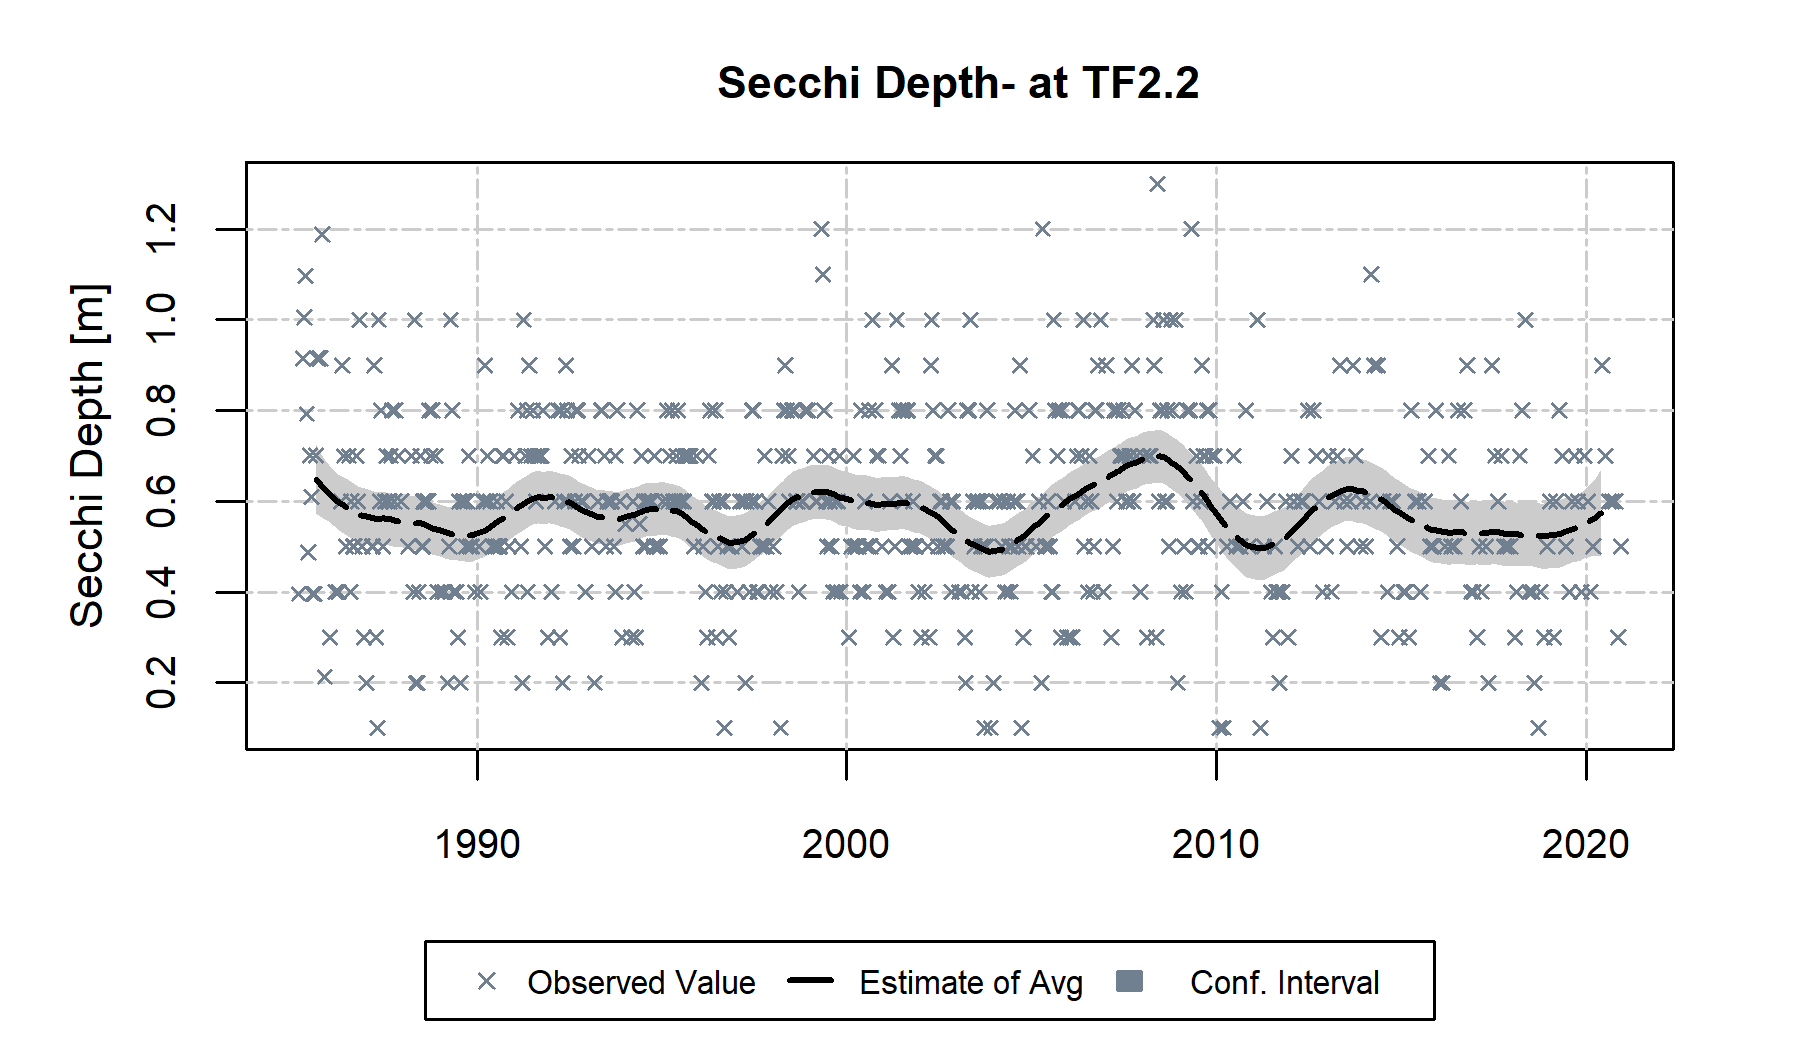 Secchi Depth- at TF2.2
Secchi Depth [m]
1.2
1.0
0.8
0.6
0.4
0.2
1990 2000 2010 2020
Observed Value Estimate of Avg Conf. Interval